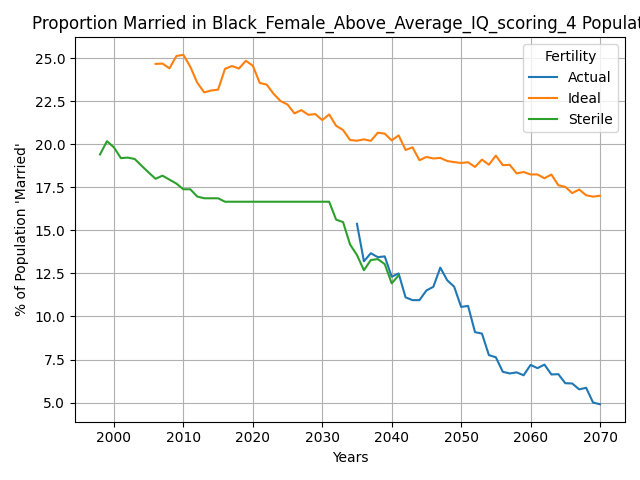 Proportion Married in Black_Female_Above_Average_IQ_scoring_4 Populat
Fertility
Actual
Ideal
Sterile
% of Population 'Married'
25.0
22.5
20.0
17.5
15.0
12.5
10.0
7.5
5.0
2000 2010 2020 2030 2040 2050 2060 2070
Years